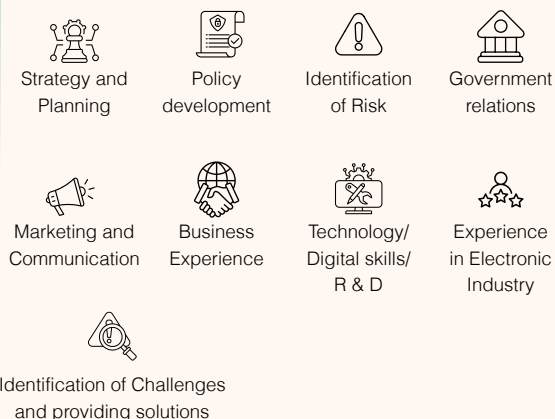 Strategy and
Planning
Policy
development
Identification
of Risk
Government
relations
Marketing and
Communication
Business
Experience
Technology/
Digital skills/
R & D
Experience
in Electronic
Industry
Identification of Challenges
and providing solutions